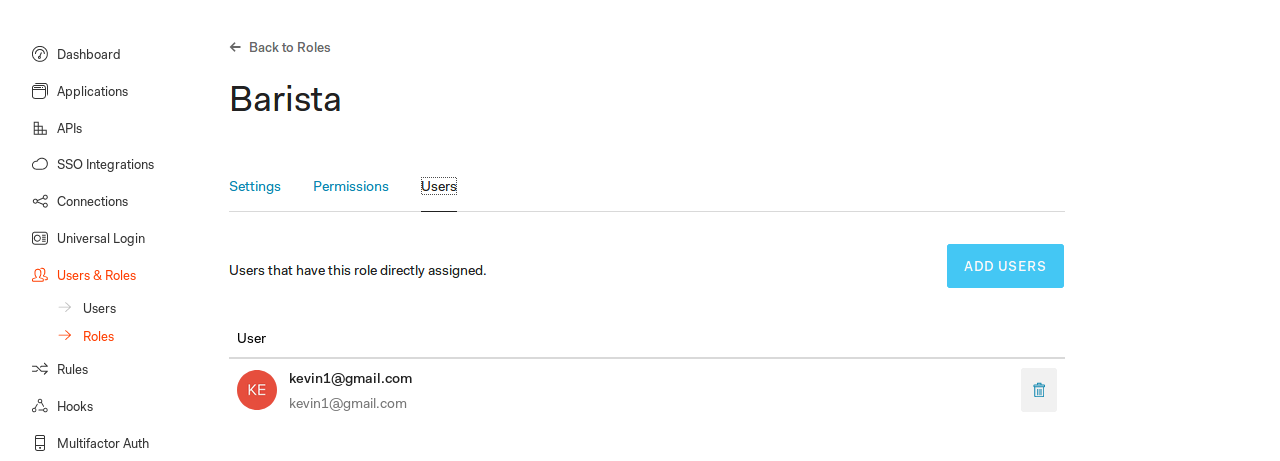 Dashboard
Applications
APIs
SSO Integrations
Connections
Universal Login
Users & Roles
Users
Roles
Rules
Hooks
Multifactor Auth
Back to Roles
Barista
Settings
Permissions
Users
Users that have this role directly assigned.
ADD USERS
User
KE
kevin1@gmail.com
kevin1@gmail.com